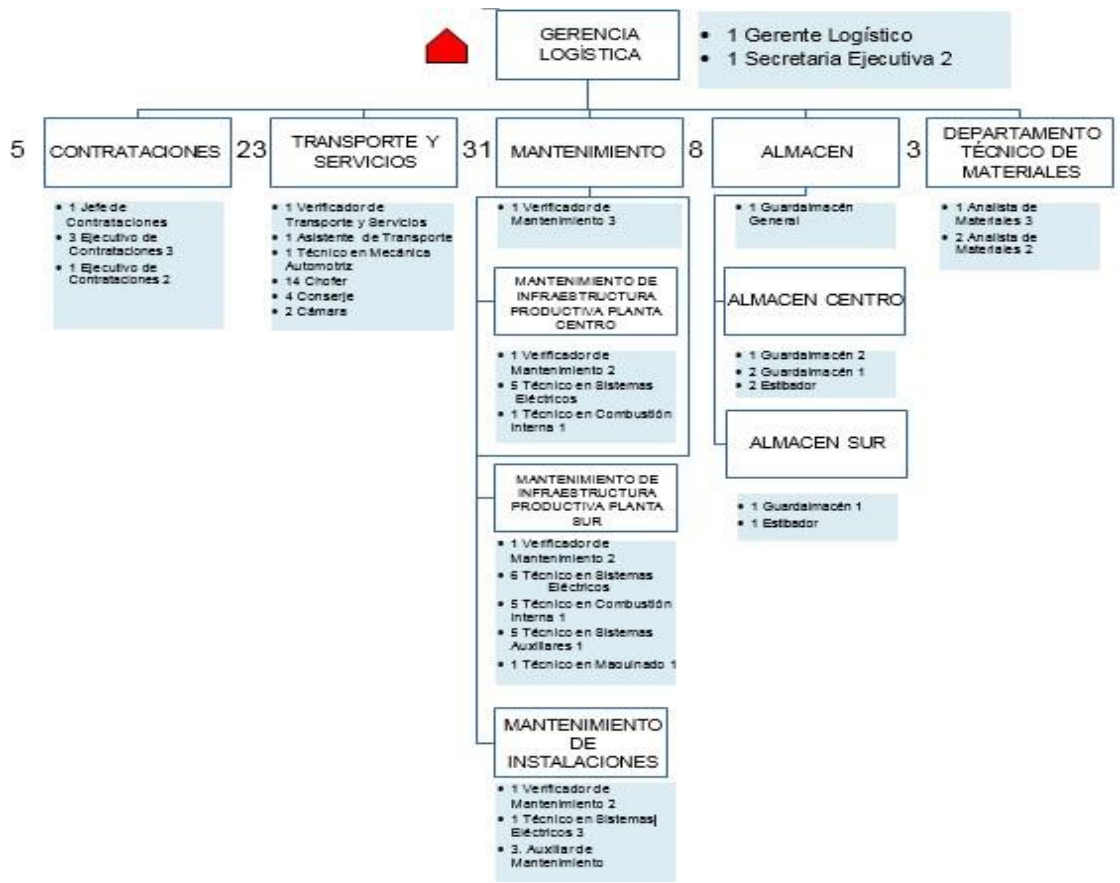 GERENCIA
LOGÍSTICA
• 1 Gerente Logístico
• 1 Secretaria Ejecutiva 2
5
CONTRATACIONES
• 1 Jefe de
Contrataciones
• 3 Ejecutivo de
Contrataciones 3
• 1 Ejecutivo de
Contrataciones 2
23
TRANSPORTE Y
SERVICIOS
• 1 Verificador de
Transporte y Servicios
• 1 Asistente de Transporte
• 1 Técnico en Mecánica
Automotriz
• 14 Chofer
• 4 Conserje
• 2 Cámara
31
MANTENIMIENTO
• 1 Verificador de
Mantenimiento 3
MANTENIMIENTO DE
INFRAESTRUCTURA
PRODUCTIVA PLANTA
CENTRO
• 1 Verificador de
Mantenimiento 2
• 5 Técnico en Sistemas
Eléctricos
• 1 Técnico en Combustión
Interna 1
MANTENIMIENTO DE
INFRAESTRUCTURA
PRODUCTIVA PLANTA
SUR
• 1 Verificador de
Mantenimiento 2
• 6 Técnico en Sistemas
Eléctricos
• 5 Técnico en Combustión
Interna 1
• 5 Técnico en Sistemas
Auxiliares 1
• 1 Técnico en Maquinado 1
MANTENIMIENTO
DE
INSTALACIONES
• 1 Verificador de
Mantenimiento 2
• 1 Técnico en Sistemas|
Eléctricos 3
• 3. Auxiliar de
Mantenimiento
8
ALMACEN
• 1 Guardalmacén
General
ALMACEN CENTRO
• 1 Guardalmacén 2
• 2 Guardalmacén 1
• 2 Estibador
ALMACEN SUR
• 1 Guardalmacén 1
• 1 Estibador
3
DEPARTAMENTO
TÉCNICO DE
MATERIALES
• 1 Analista de
Materiales 3
• 2 Analista de
Materiales 2